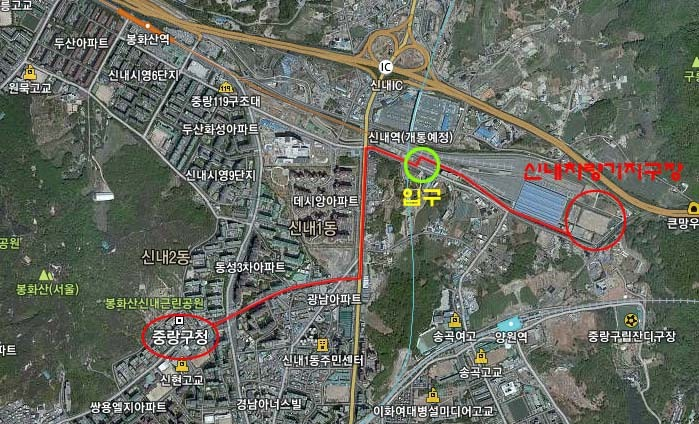 릉고교
두산아파트
봉화산역
원묵고교
신내시영6단지
중랑119구조대
두산화성아파트
신내IC
IC
신내역(개통예정)
신내시영9단지
입구
신내차량기지구장
데시앙아파트
신내1동
큰망우
공원
신내2동
동성3차아파트
봉화산(서울)
봉화산신내근린공원
광남아파트
중랑구청
신내1동주민센터
송곡여고
양원역
중랑구립잔디구장
파트
신현고교
송곡고교
쌍용엘지아파트
경남아너스빌
이화여대병설미디어고교